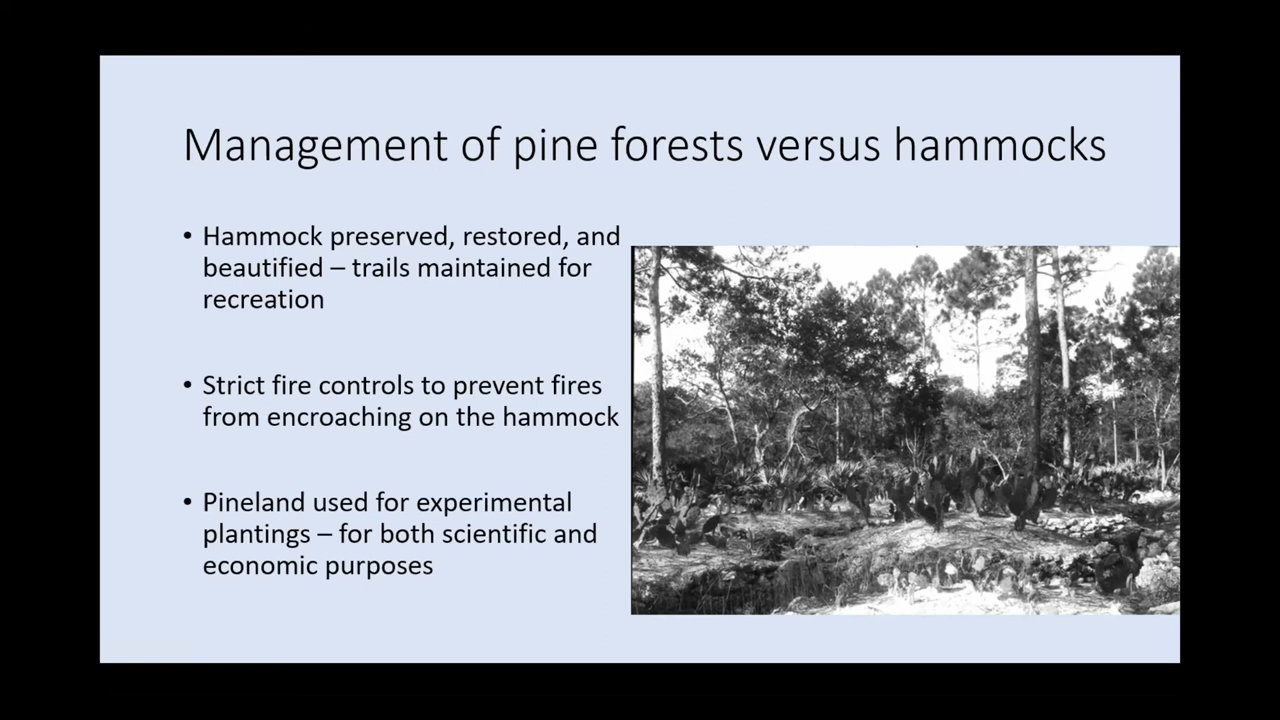 Management of pine forests versus hammocks
• Hammock preserved, restored, and
beautified – trails maintained for
recreation
• Strict fire controls to prevent fires
from encroaching on the hammock
• Pineland used for experimental
plantings – for both scientific and
economic purposes